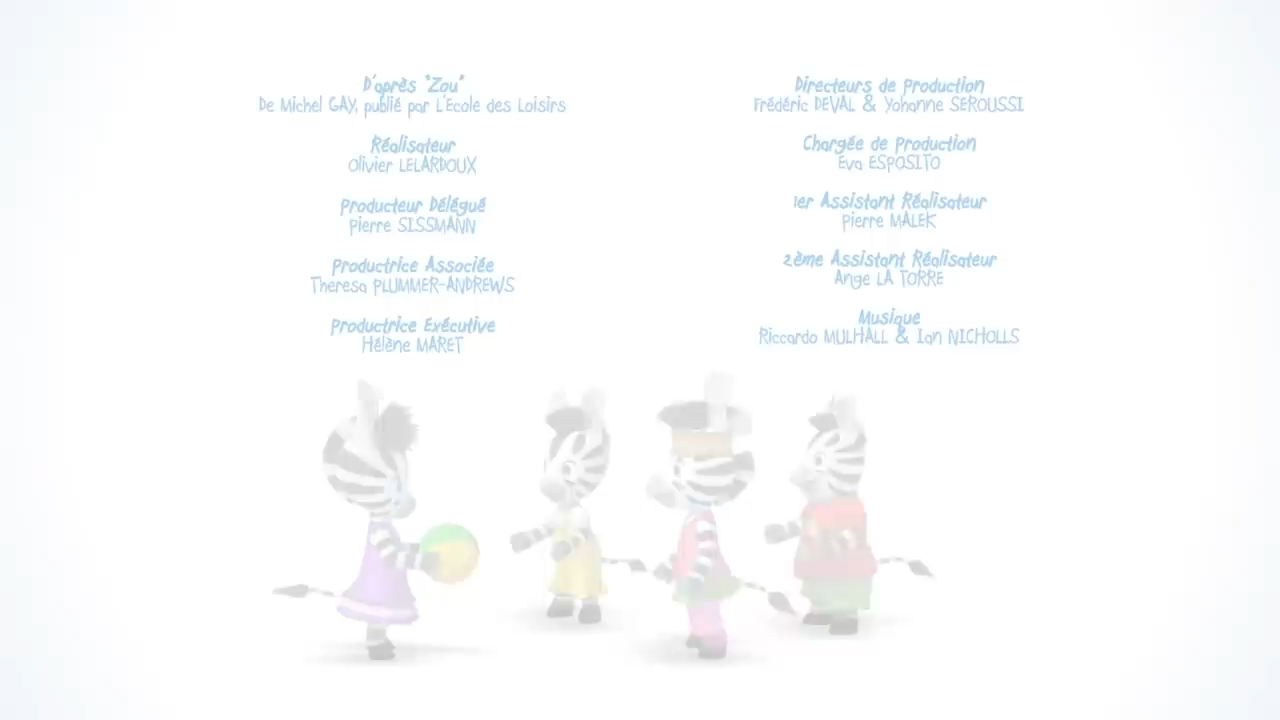 D'après "Zou"
De Michel GAY, publié par L'Ecole des Loisirs
Réalisateur
Olivier LELARDOUX
Producteur Délégué
Pierre SISSMANN
Productrice Associée
Theresa PLUMMER-ANDREWS
Productrice Exécutive
Hélène MARET
Directeurs de Production
Frédéric DEVAL & Yohanne SEROUSSI
Chargée de Production
Eva ESPOSITO
1er Assistant Réalisateur
Pierre MALEK
2ème Assistant Réalisateur
Ange LA TORRE
Musique
Riccardo MULHALL & Ian NICHOLLS